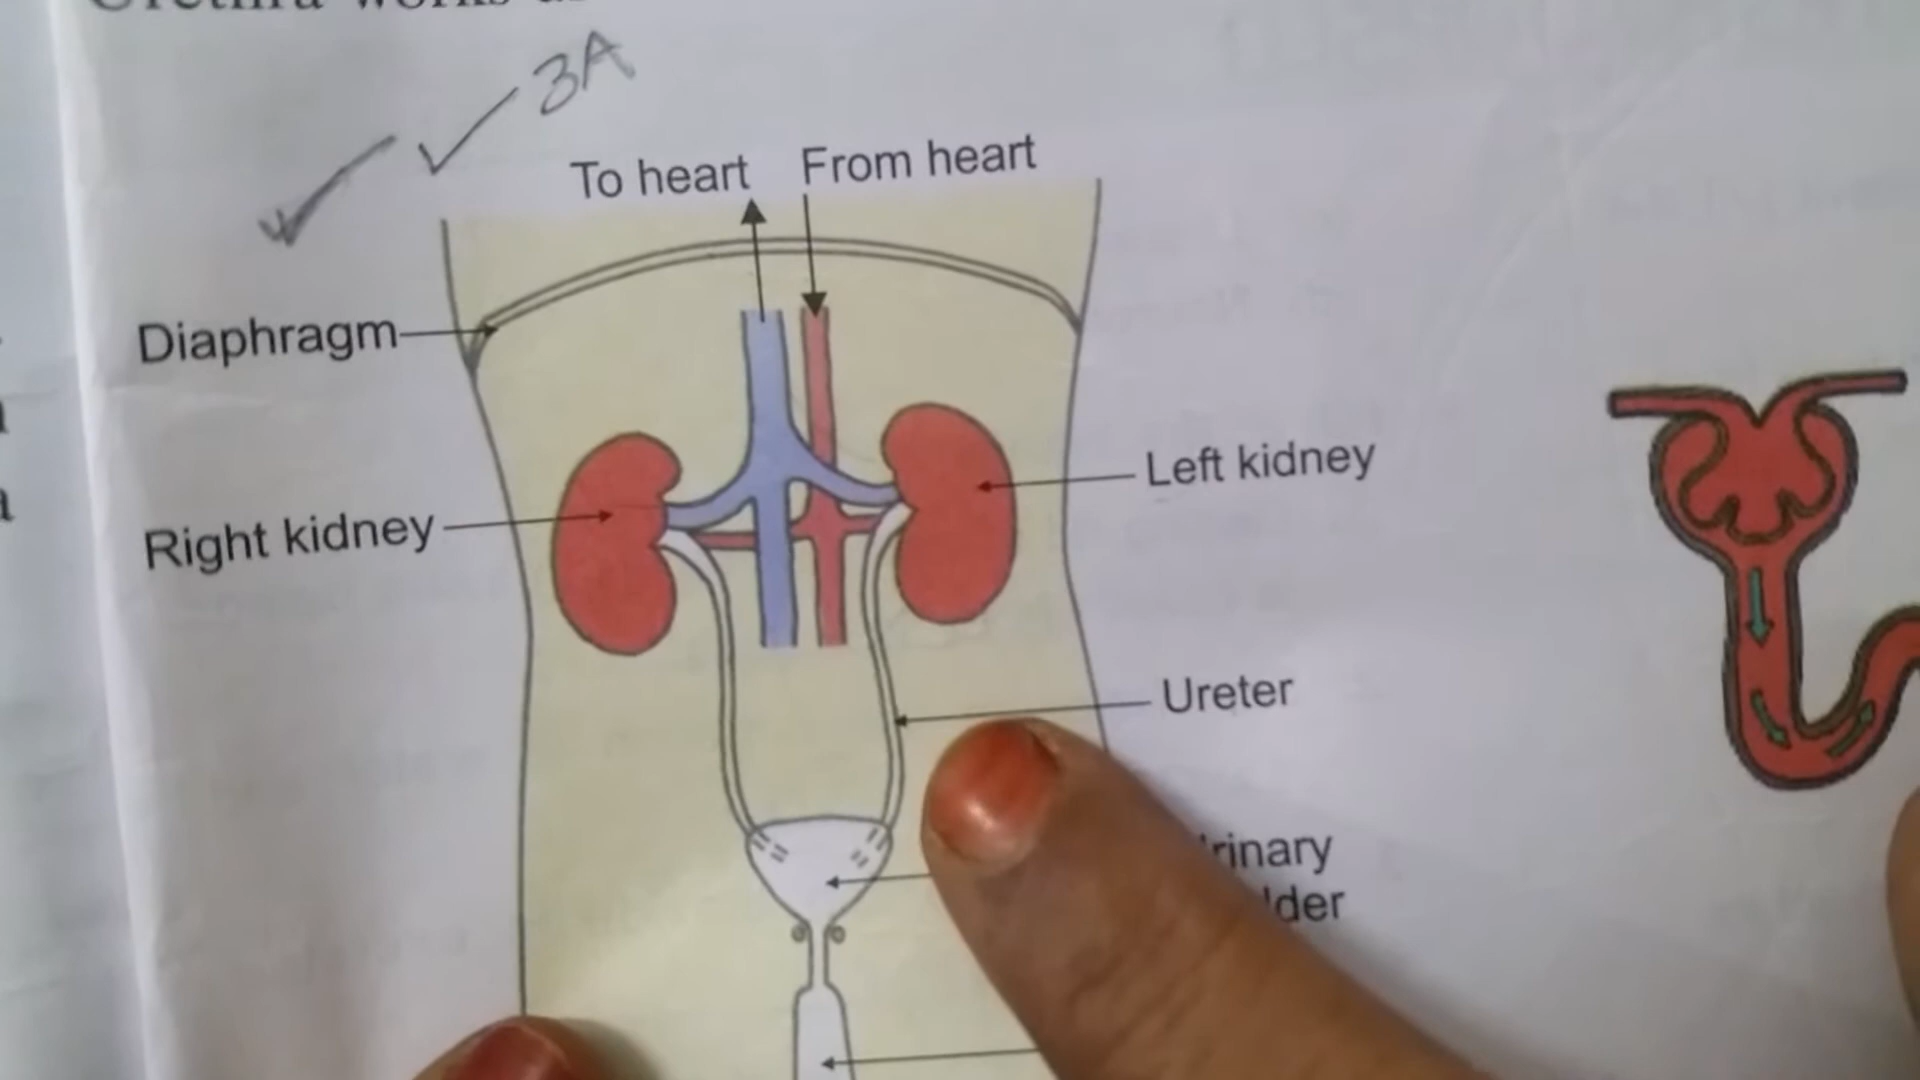 3A
To heart From heart
Diaphragm
Left kidney
Right kidney
Ureter